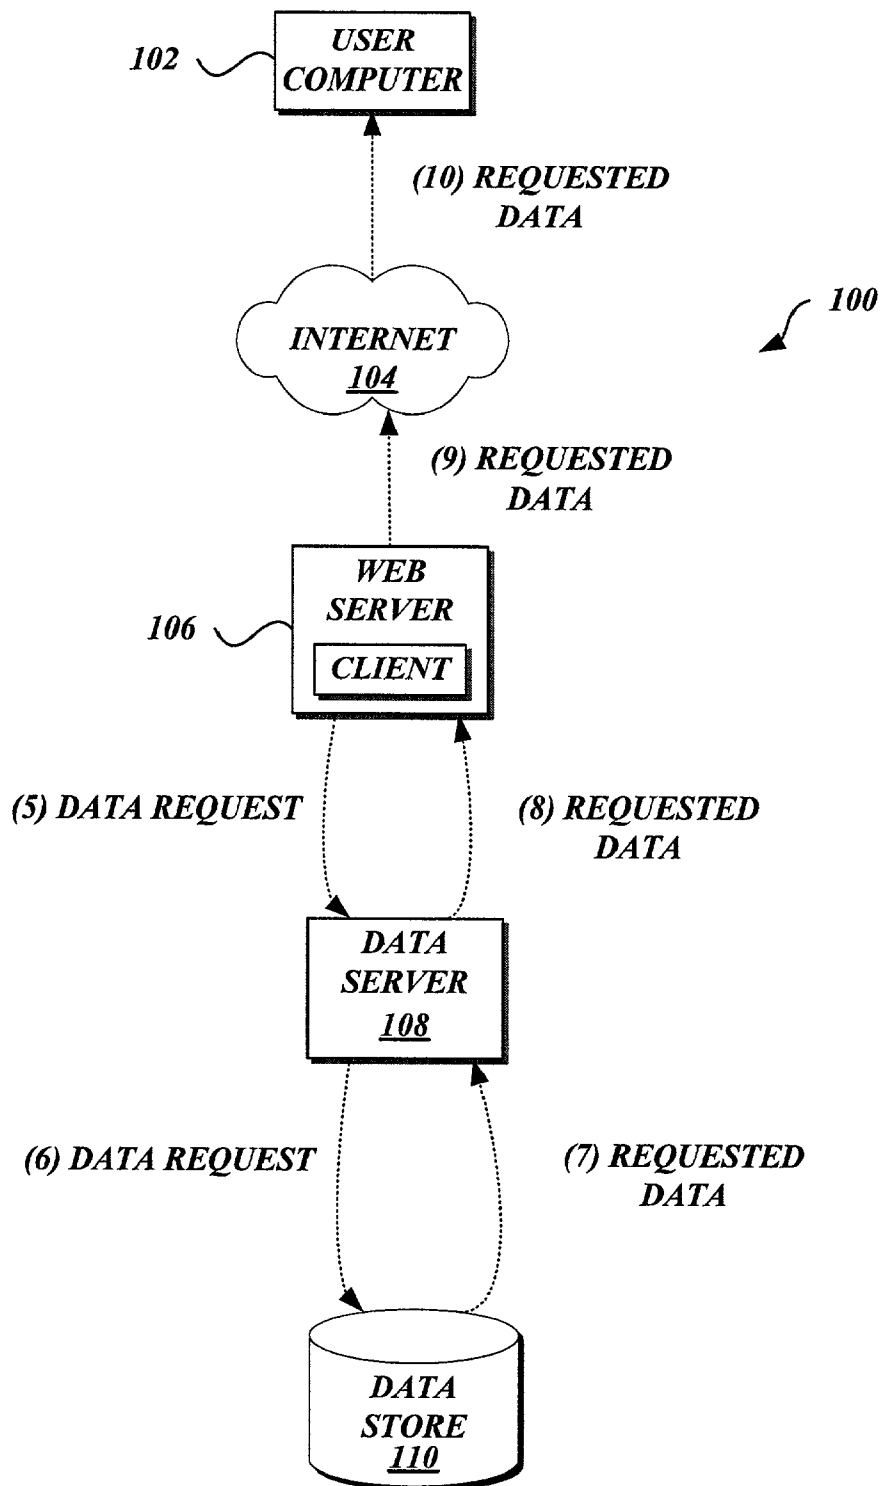 102
USER
COMPUTER
(10) REQUESTED
DATA
100
INTERNET
104
(9) REQUESTED
DATA
WEB
SERVER
106
CLIENT
(5) DATA REQUEST
(8) REQUESTED
DATA
DATA
SERVER
108
(6) DATA REQUEST
(7) REQUESTED
DATA
DATA
STORE
110